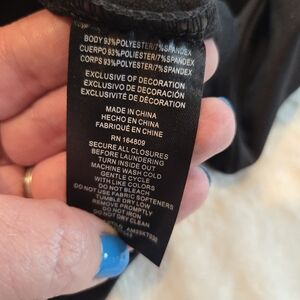 BODY 93%POLYESTER/7%SPANDEX
CUERPO 93%POLIESTER/7%SPANDEX
CORPS 93%POLYESTER/7%SPANDEX
EXCLUSIVE OF DECORATION
EXCLUSIVO DE DECORACIÓN
EXCLUSIVITÉ DE DÉCORATION
MADE IN CHINA
HECHO EN CHINA
FABRIQUÉ EN CHINE
RN 164809
SECURE ALL CLOSURES
BEFORE LAUNDERING
TURN INSIDE OUT
MACHINE WASH COLD
GENTLE CYCLE
WITH LIKE COLORS
DO NOT BLEACH
DO NOT USE FABRIC SOFTENERS
TUMBLE DRY LOW
REMOVE PROMPTLY
DO NOT IRON
DO NOT DRY CLEAN